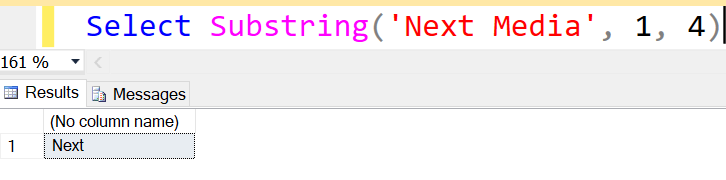 Select Substring('Next Media', 1, 4)
161 %
Results Messages
(No column name)
1 Next